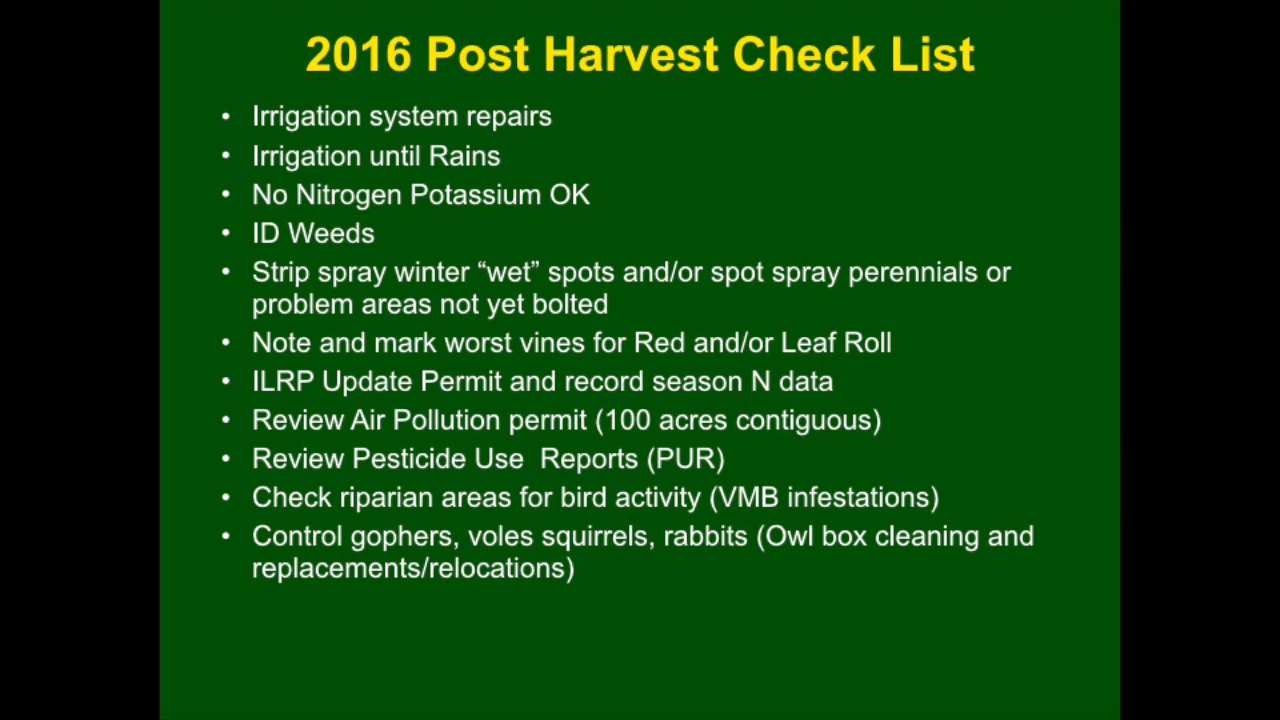 2016 Post Harvest Check List
• Irrigation system repairs
• Irrigation until Rains
• No Nitrogen Potassium OK
• ID Weeds
• Strip spray winter “wet” spots and/or spot spray perennials or
problem areas not yet bolted
• Note and mark worst vines for Red and/or Leaf Roll
• ILRP Update Permit and record season N data
• Review Air Pollution permit (100 acres contiguous)
• Review Pesticide Use  Reports (PUR)
• Check riparian areas for bird activity (VMB infestations)
• Control gophers, voles squirrels, rabbits (Owl box cleaning and
replacements/relocations)